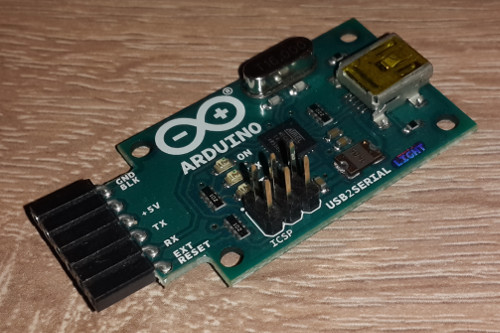 ®
ARDUINO
ON
GND
BLK
+5V
TX
RX
EXT
RESET
ICSP
USB2SERIAL
LIGHT